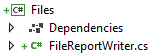 C# Files
Dependencies
C# FileReportWriter.cs